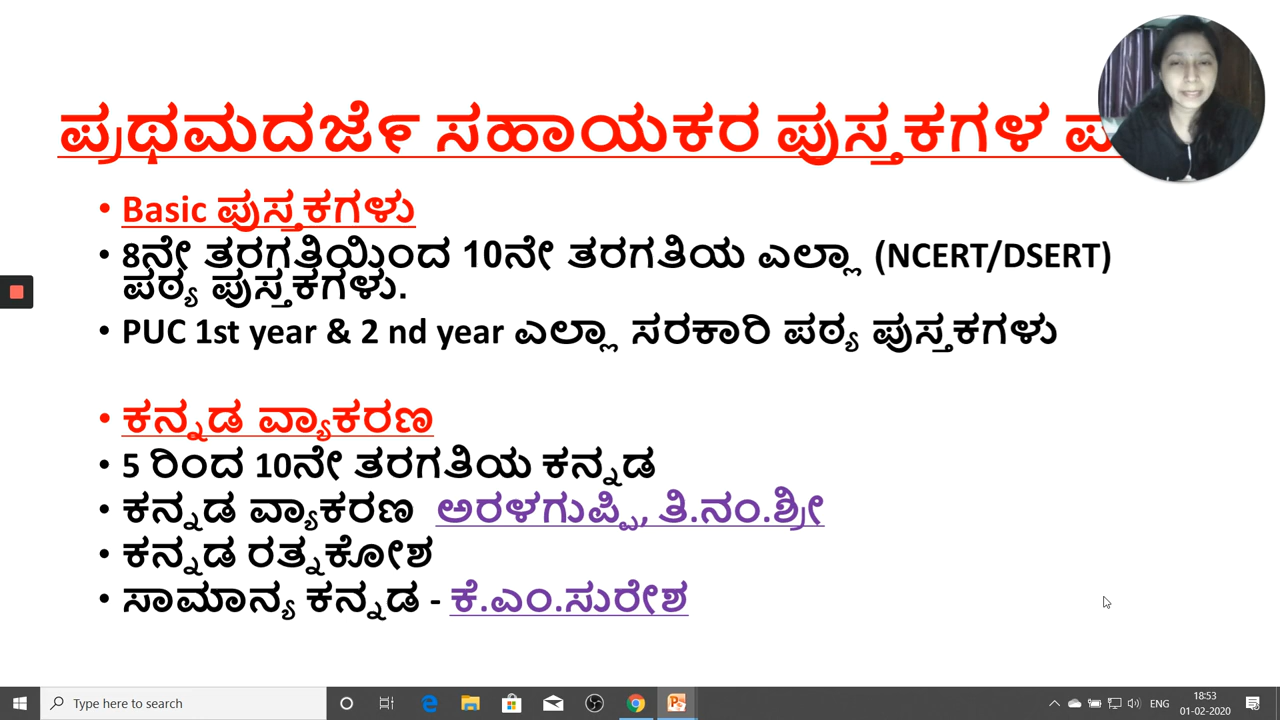 ಪ್ರಥಮದರ್ಜೆ ಸಹಾಯಕರ ಪುಸ್ತಕಗಳ
• Basic ಪುಸ್ತಕಗಳು
• 8ನೇ ತರಗತಿಯಿಂದ 10ನೇ ತರಗತಿಯ ಎಲ್ಲಾ (NCERT/DSERT)
ಪಠ್ಯ ಪುಸ್ತಕಗಳು.
• PUC 1st year & 2 nd year ಎಲ್ಲಾ ಸರಕಾರಿ ಪಠ್ಯ ಪುಸ್ತಕಗಳು
• ಕನ್ನಡ ವ್ಯಾಕರಣ
• 5 ರಿಂದ 10ನೇ ತರಗತಿಯ ಕನ್ನಡ
• ಕನ್ನಡ ವ್ಯಾಕರಣ ಅರಳಗುಪ್ಪಿ, ತಿ.ನಂ.ಶ್ರೀ
• ಕನ್ನಡ ರತ್ನಕೋಶ
• ಸಾಮಾನ್ಯ ಕನ್ನಡ - ಕೆ.ಎಂ.ಸುರೇಶ
Type here to search
ENG
18:53
01-02-2020